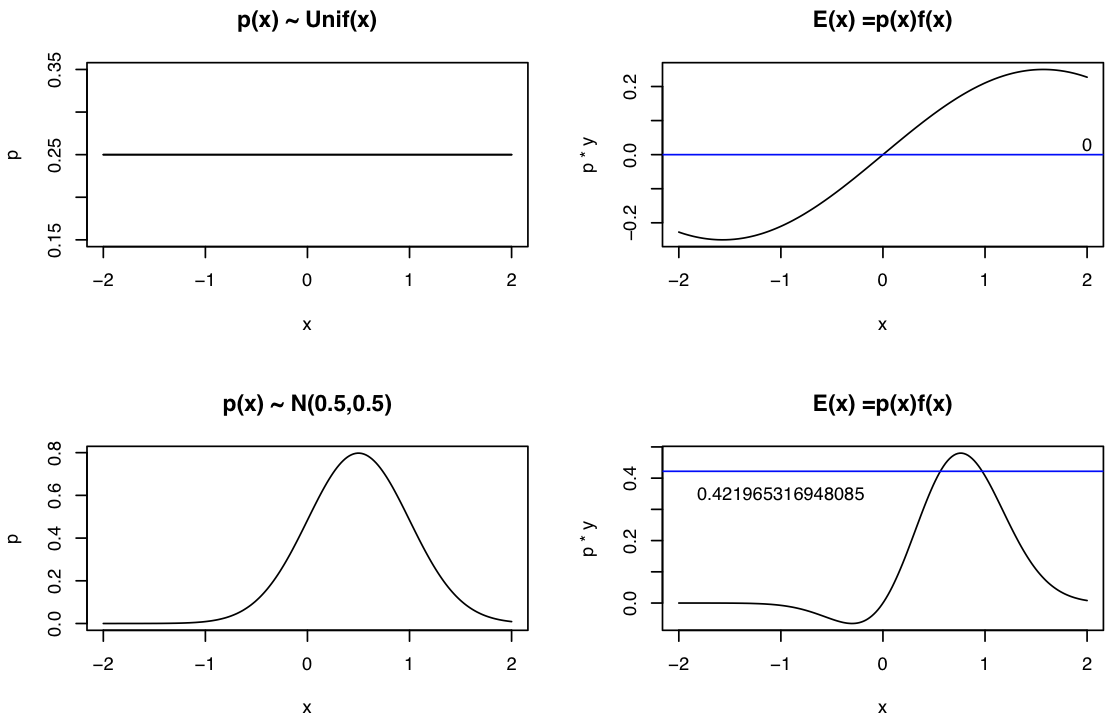 p(x) ~ Unif(x)
p
0.35
0.25
0.15
−2 −1 0 1 2
x
E(x) =p(x)f(x)
p * y
0.2
0.0
−0.2
0
−2 −1 0 1 2
x
p(x) ~ N(0.5,0.5)
p
0.8
0.6
0.4
0.2
0.0
−2 −1 0 1 2
x
E(x) =p(x)f(x)
p * y
0.4
0.2
0.0
0.421965316948085
−2 −1 0 1 2
x